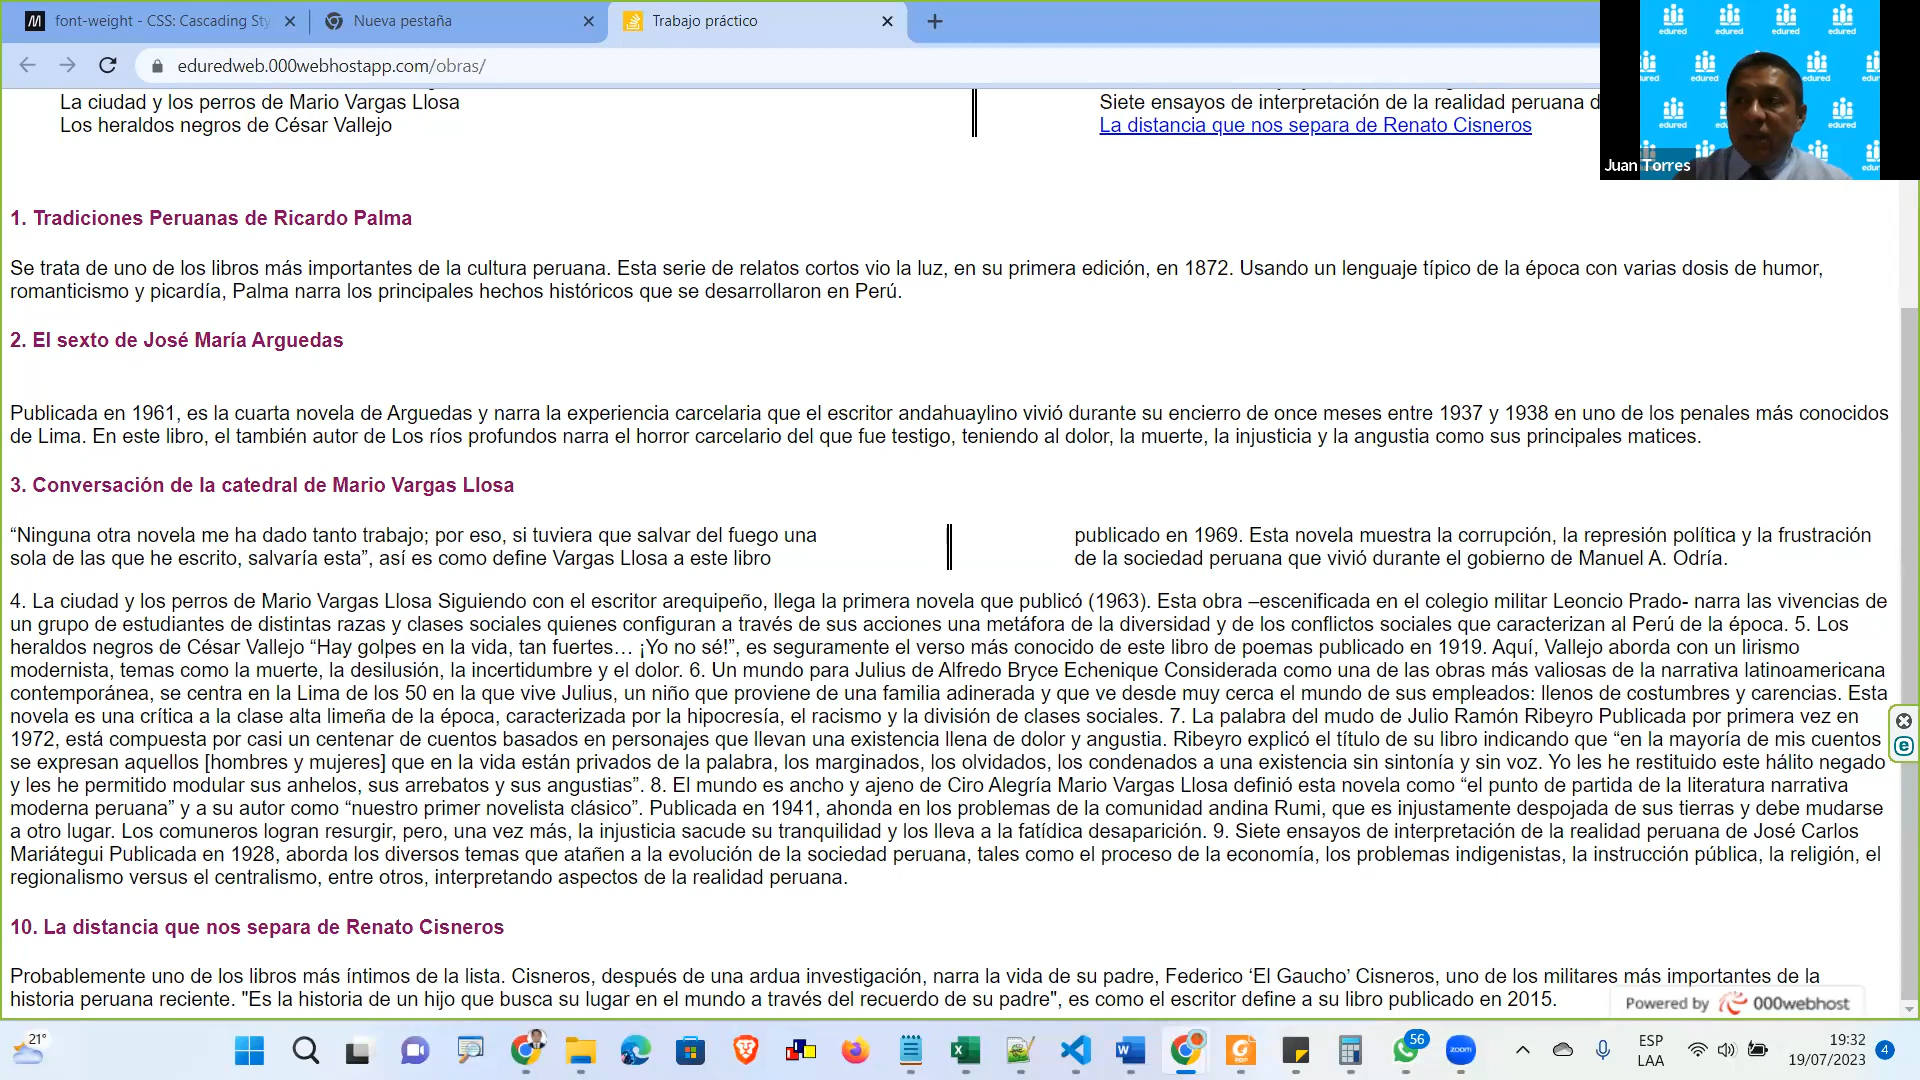 font-weight - CSS: Cascading Sty
Nueva pestaña
Trabajo práctico
eduredweb.000webhostapp.com/obras/
La ciudad y los perros de Mario Vargas Llosa
Los heraldos negros de César Vallejo
Siete ensayos de interpretación de la realidad peruana d
La distancia que nos separa de Renato Cisneros
edured edured edured edured
Juan Torres
1. Tradiciones Peruanas de Ricardo Palma
Se trata de uno de los libros más importantes de la cultura peruana. Esta serie de relatos cortos vio la luz, en su primera edición, en 1872. Usando un lenguaje típico de la época con varias dosis de humor,
romanticismo y picardía, Palma narra los principales hechos históricos que se desarrollaron en Perú.
2. El sexto de José María Arguedas
Publicada en 1961, es la cuarta novela de Arguedas y narra la experiencia carcelaria que el escritor andahuaylino vivió durante su encierro de once meses entre 1937 y 1938 en uno de los penales más conocidos
de Lima. En este libro, el también autor de Los ríos profundos narra el horror carcelario del que fue testigo, teniendo al dolor, la muerte, la injusticia y la angustia como sus principales matices.
3. Conversación de la catedral de Mario Vargas Llosa
“Ninguna otra novela me ha dado tanto trabajo; por eso, si tuviera que salvar del fuego una
sola de las que he escrito, salvaría esta”, así es como define Vargas Llosa a este libro
publicado en 1969. Esta novela muestra la corrupción, la represión política y la frustración
de la sociedad peruana que vivió durante el gobierno de Manuel A. Odría.
4. La ciudad y los perros de Mario Vargas Llosa Siguiendo con el escritor arequipeño, llega la primera novela que publicó (1963). Esta obra –escenificada en el colegio militar Leoncio Prado- narra las vivencias de
un grupo de estudiantes de distintas razas y clases sociales quienes configuran a través de sus acciones una metáfora de la diversidad y de los conflictos sociales que caracterizan al Perú de la época. 5. Los
heraldos negros de César Vallejo “Hay golpes en la vida, tan fuertes… ¡Yo no sé!”, es seguramente el verso más conocido de este libro de poemas publicado en 1919. Aquí, Vallejo aborda con un lirismo
modernista, temas como la muerte, la desilusión, la incertidumbre y el dolor. 6. Un mundo para Julius de Alfredo Bryce Echenique Considerada como una de las obras más valiosas de la narrativa latinoamericana
contemporánea, se centra en la Lima de los 50 en la que vive Julius, un niño que proviene de una familia adinerada y que ve desde muy cerca el mundo de sus empleados: llenos de costumbres y carencias. Esta
novela es una crítica a la clase alta limeña de la época, caracterizada por la hipocresía, el racismo y la división de clases sociales. 7. La palabra del mudo de Julio Ramón Ribeyro Publicada por primera vez en
1972, está compuesta por casi un centenar de cuentos basados en personajes que llevan una existencia llena de dolor y angustia. Ribeyro explicó el título de su libro indicando que “en la mayoría de mis cuentos
se expresan aquellos [hombres y mujeres] que en la vida están privados de la palabra, los marginados, los olvidados, los condenados a una existencia sin sintonía y sin voz. Yo les he restituido este hálito negado
y les he permitido modular sus anhelos, sus arrebatos y sus angustias”. 8. El mundo es ancho y ajeno de Ciro Alegría Mario Vargas Llosa definió esta novela como “el punto de partida de la literatura narrativa
moderna peruana” y a su autor como “nuestro primer novelista clásico”. Publicada en 1941, ahonda en los problemas de la comunidad andina Rumi, que es injustamente despojada de sus tierras y debe mudarse
a otro lugar. Los comuneros logran resurgir, pero, una vez más, la injusticia sacude su tranquilidad y los lleva a la fatídica desaparición. 9. Siete ensayos de interpretación de la realidad peruana de José Carlos
Mariátegui Publicada en 1928, aborda los diversos temas que atañen a la evolución de la sociedad peruana, tales como el proceso de la economía, los problemas indigenistas, la instrucción pública, la religión, el
regionalismo versus el centralismo, entre otros, interpretando aspectos de la realidad peruana.
10. La distancia que nos separa de Renato Cisneros
Probablemente uno de los libros más íntimos de la lista. Cisneros, después de una ardua investigación, narra la vida de su padre, Federico ‘El Gaucho’ Cisneros, uno de los militares más importantes de la
historia peruana reciente. "Es la historia de un hijo que busca su lugar en el mundo a través del recuerdo de su padre", es como el escritor define a su libro publicado en 2015.
Powered by 000webhost
21°
56
zoom
ESP
LAA
19:32
19/07/2023
4